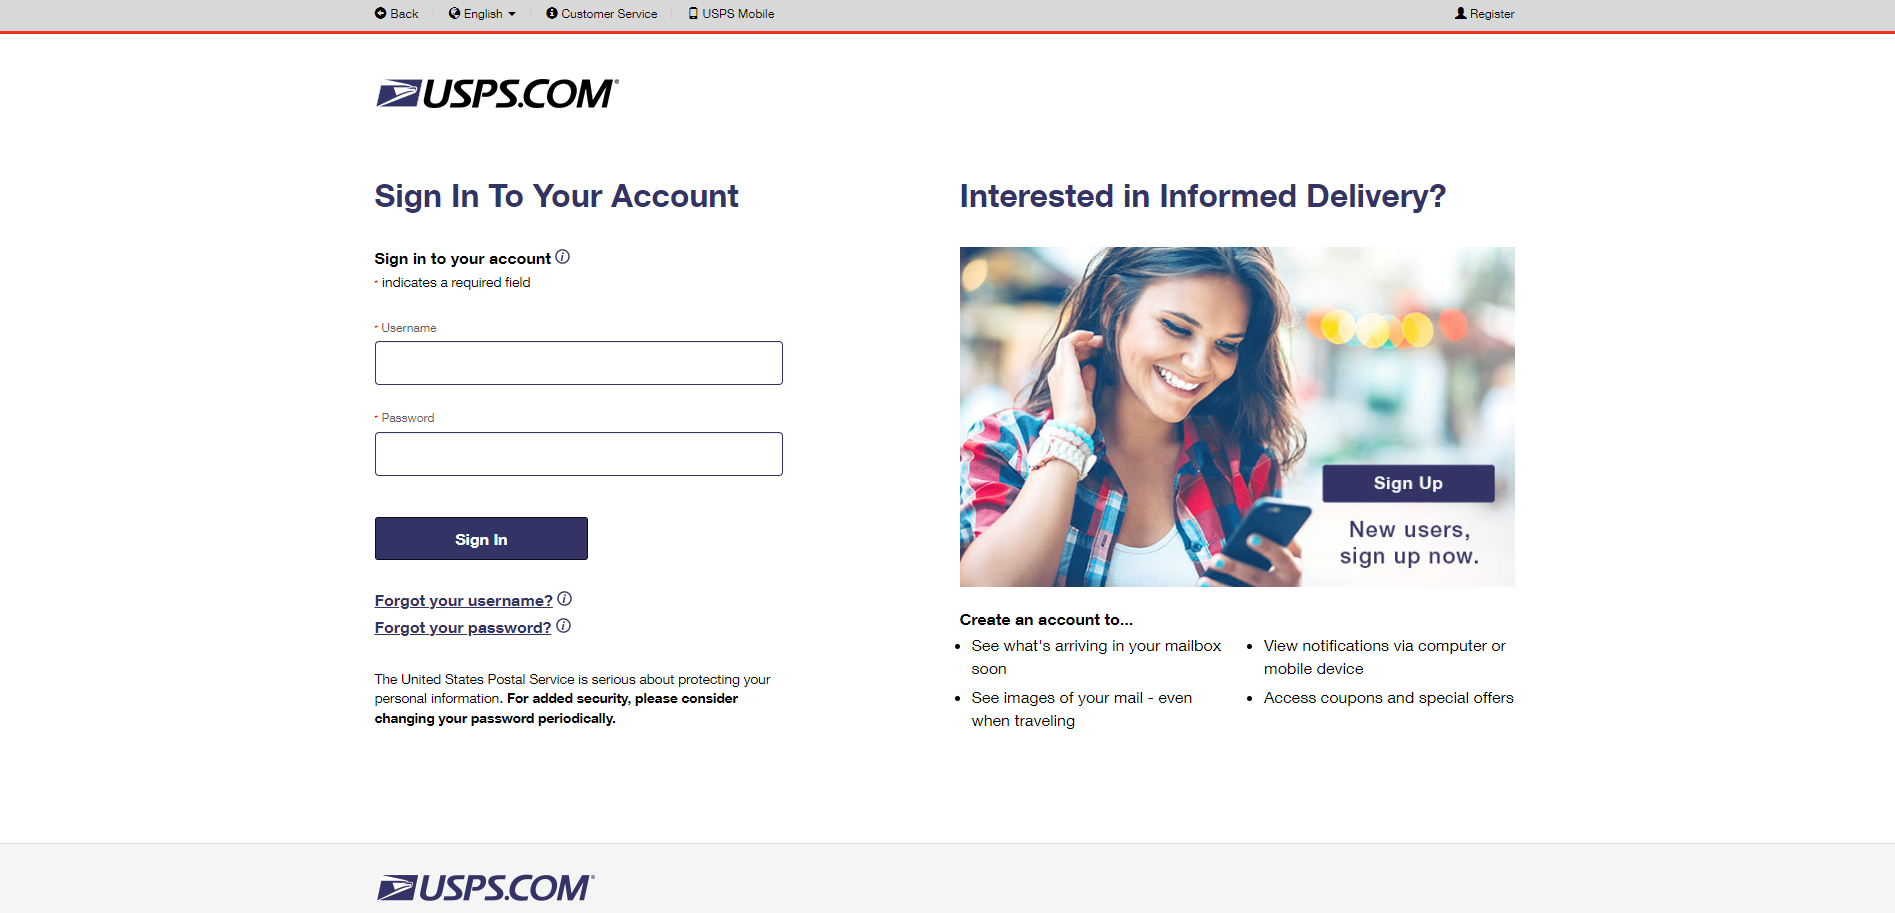 Back
English
Customer Service
USPS Mobile
Register
USPS.COM®
Sign In To Your Account
Sign in to your account
* indicates a required field
* Username
* Password
Sign In
Forgot your username?
Forgot your password?
The United States Postal Service is serious about protecting your
personal information. For added security, please consider
changing your password periodically.
Interested in Informed Delivery?
Sign Up
New users,
sign up now.
Create an account to...
• See what's arriving in your mailbox
soon
• See images of your mail - even
when traveling
• View notifications via computer or
mobile device
• Access coupons and special offers
USPS.COM®